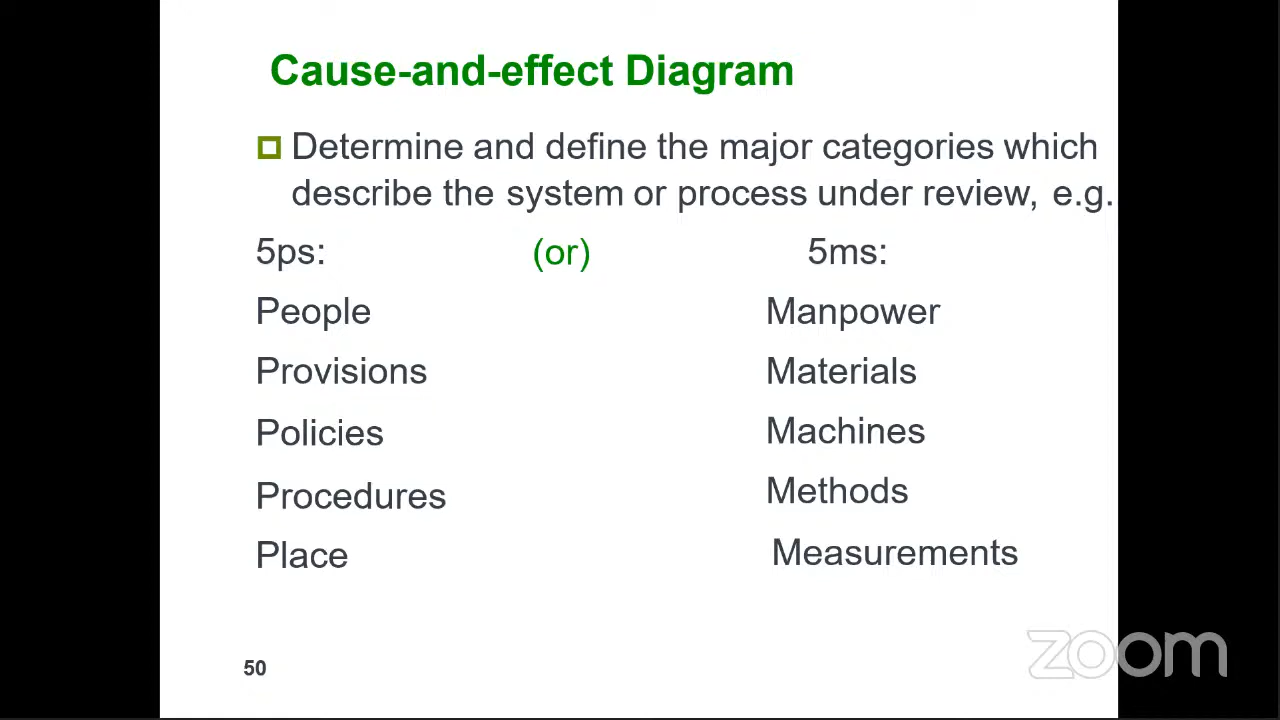 Cause-and-effect Diagram
Determine and define the major categories which
describe the system or process under review, e.g.
5ps: (or) 5ms:
People Manpower
Provisions Materials
Policies Machines
Procedures Methods
Place Measurements
50
zoom